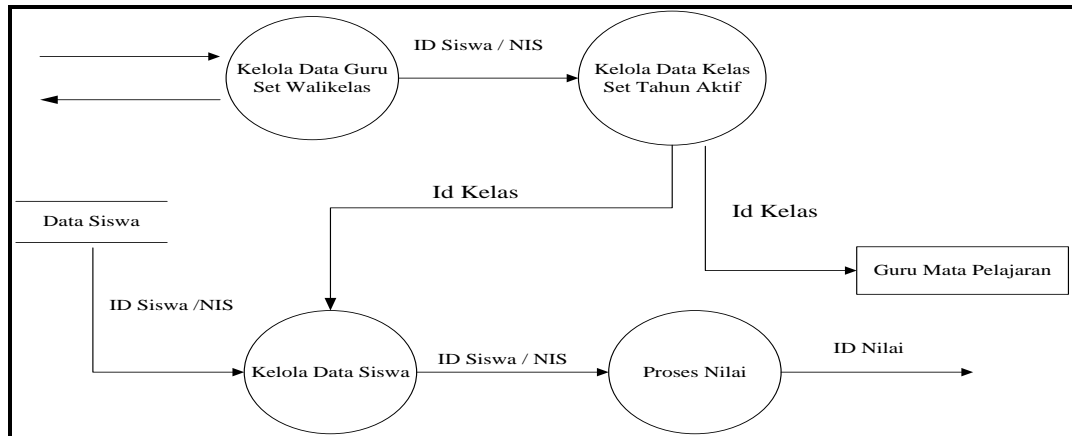 ID Siswa / NIS
Kelola Data Guru
Set Walikelas
Kelola Data Kelas
Set Tahun Aktif
Id Kelas
Id Kelas
Data Siswa
Guru Mata Pelajaran
ID Siswa /NIS
Kelola Data Siswa
ID Siswa / NIS
Proses Nilai
ID Nilai